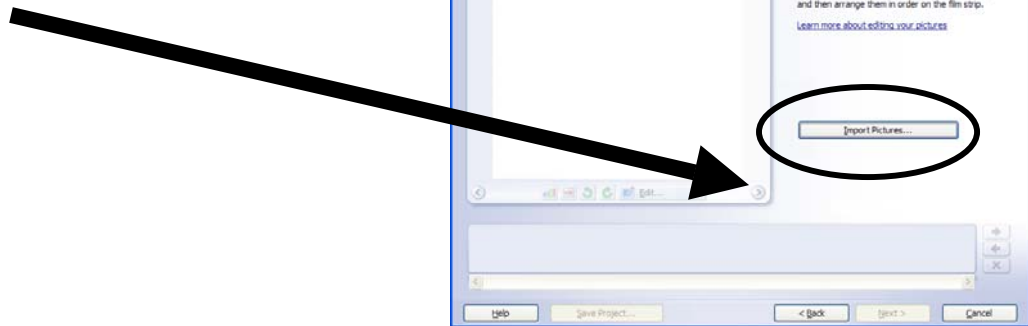 and then arrange them in order on the film strip.
Learn more about editing your pictures
Import Pictures...
Edit...
Help
Save Project...
< Back
Next >
Cancel